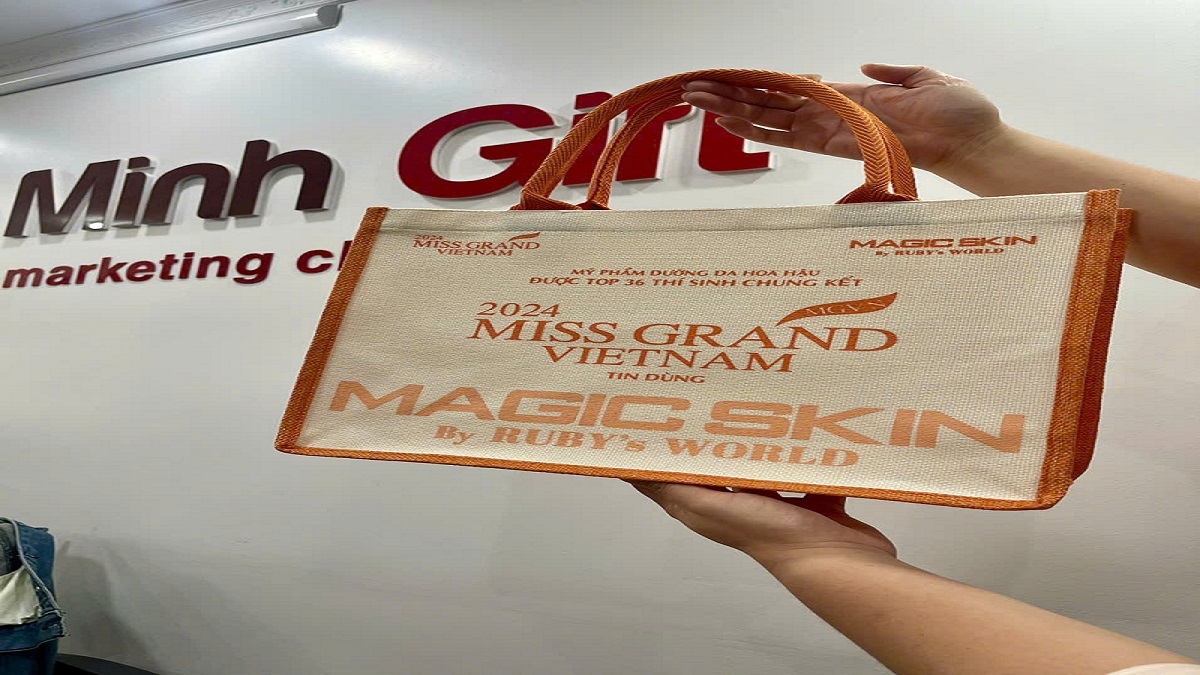 Minh Gift
marketing
2024
MISS GRAND
VIETNAM
MAGIC SKIN
By RUBY's WORLD
MỸ PHẨM DƯỠNG DA HOA HẬU
ĐƯỢC TOP 36 THÍ SINH CHUNG KẾT
2024
MGVN
MISS GRAND
VIETNAM
TIN DÙNG
MAGIC SKIN
By RUBY's WORLD